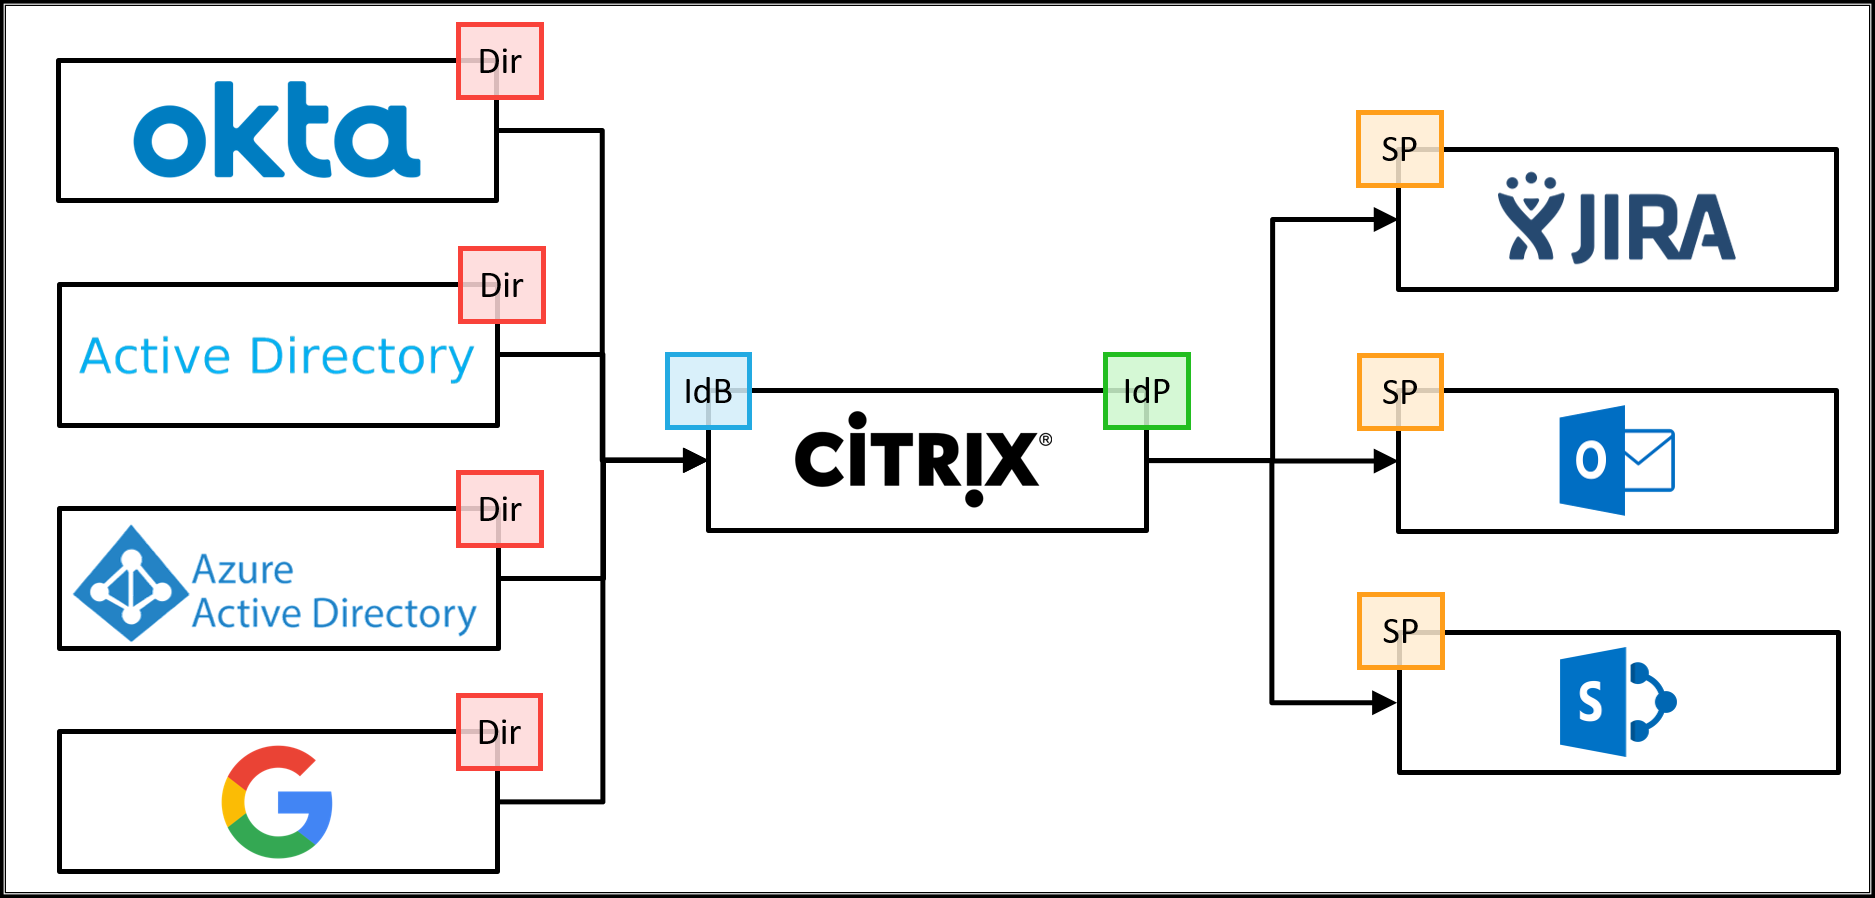 Dir
okta
Dir
Active Directory
Dir
Azure
Active Directory
Dir
G
IdB
IdP
CITRIX®
SP
JIRA
SP
O
SP
S